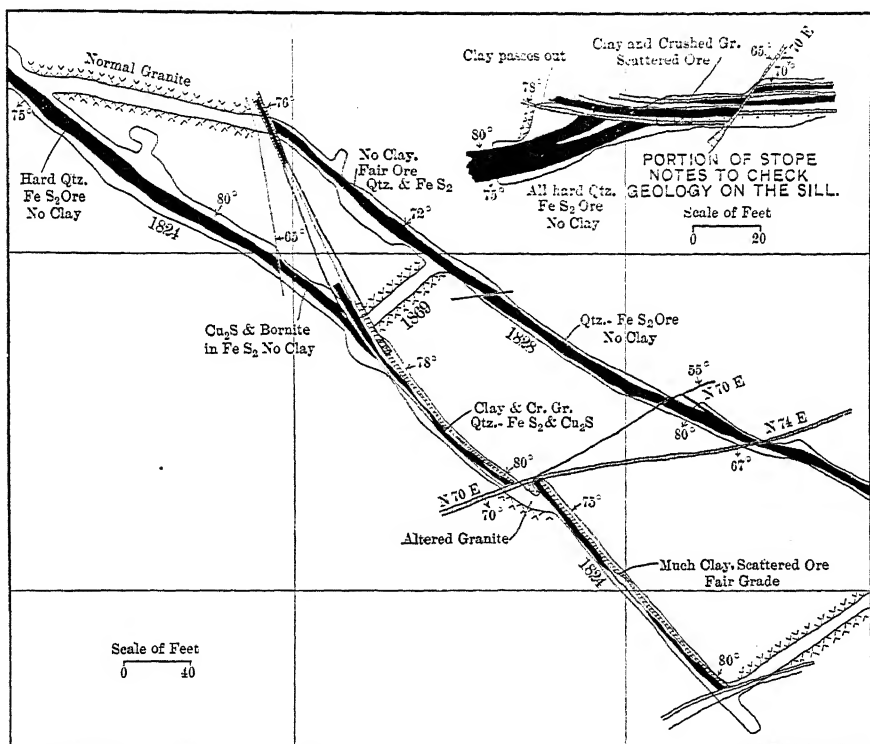 Normal Granite
75°
76°
Hard Qtz.
Fe S₂ Ore
No Clay
1824
80°
65°
No Clay.
Fair Ore
Qtz. & Fe S₂
72°
Cu₂S & Bornite
in Fe S₂ No Clay
1869
1828
78°
Qtz.- Fe S₂ Ore
No Clay
Clay & Cr. Gr.
Qtz.- Fe S₂ & Cu₂S
55°
N 70 E
80°
N 74 E
67°
80°
N 70 E
70°
75°
Altered Granite
1824
Much Clay. Scattered Ore
Fair Grade
80°
Scale of Feet
0 40
Clay passes out
Clay and Crushed Gr.
Scattered Ore
65°
70 E
70°
78°
80°
75°
All hard Qtz.
Fe S₂ Ore
No Clay
PORTION OF STOPE
NOTES TO CHECK
GEOLOGY ON THE SILL.
Scale of Feet
0 20